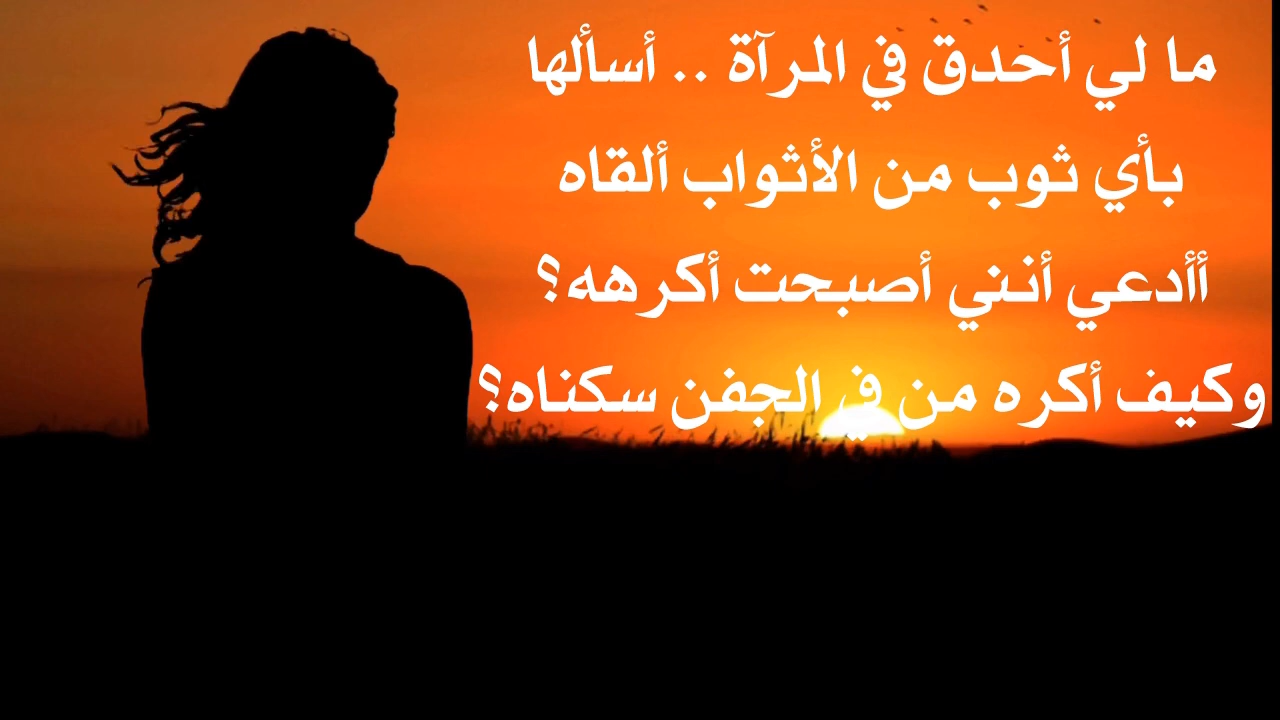 ما لي أحدق في المرآة .. أسألها
بأي ثوب من الأثواب ألقاه
أأدعي أنني أصبحت أكرهه؟
وكيف أكره من في الجفن سكناه؟